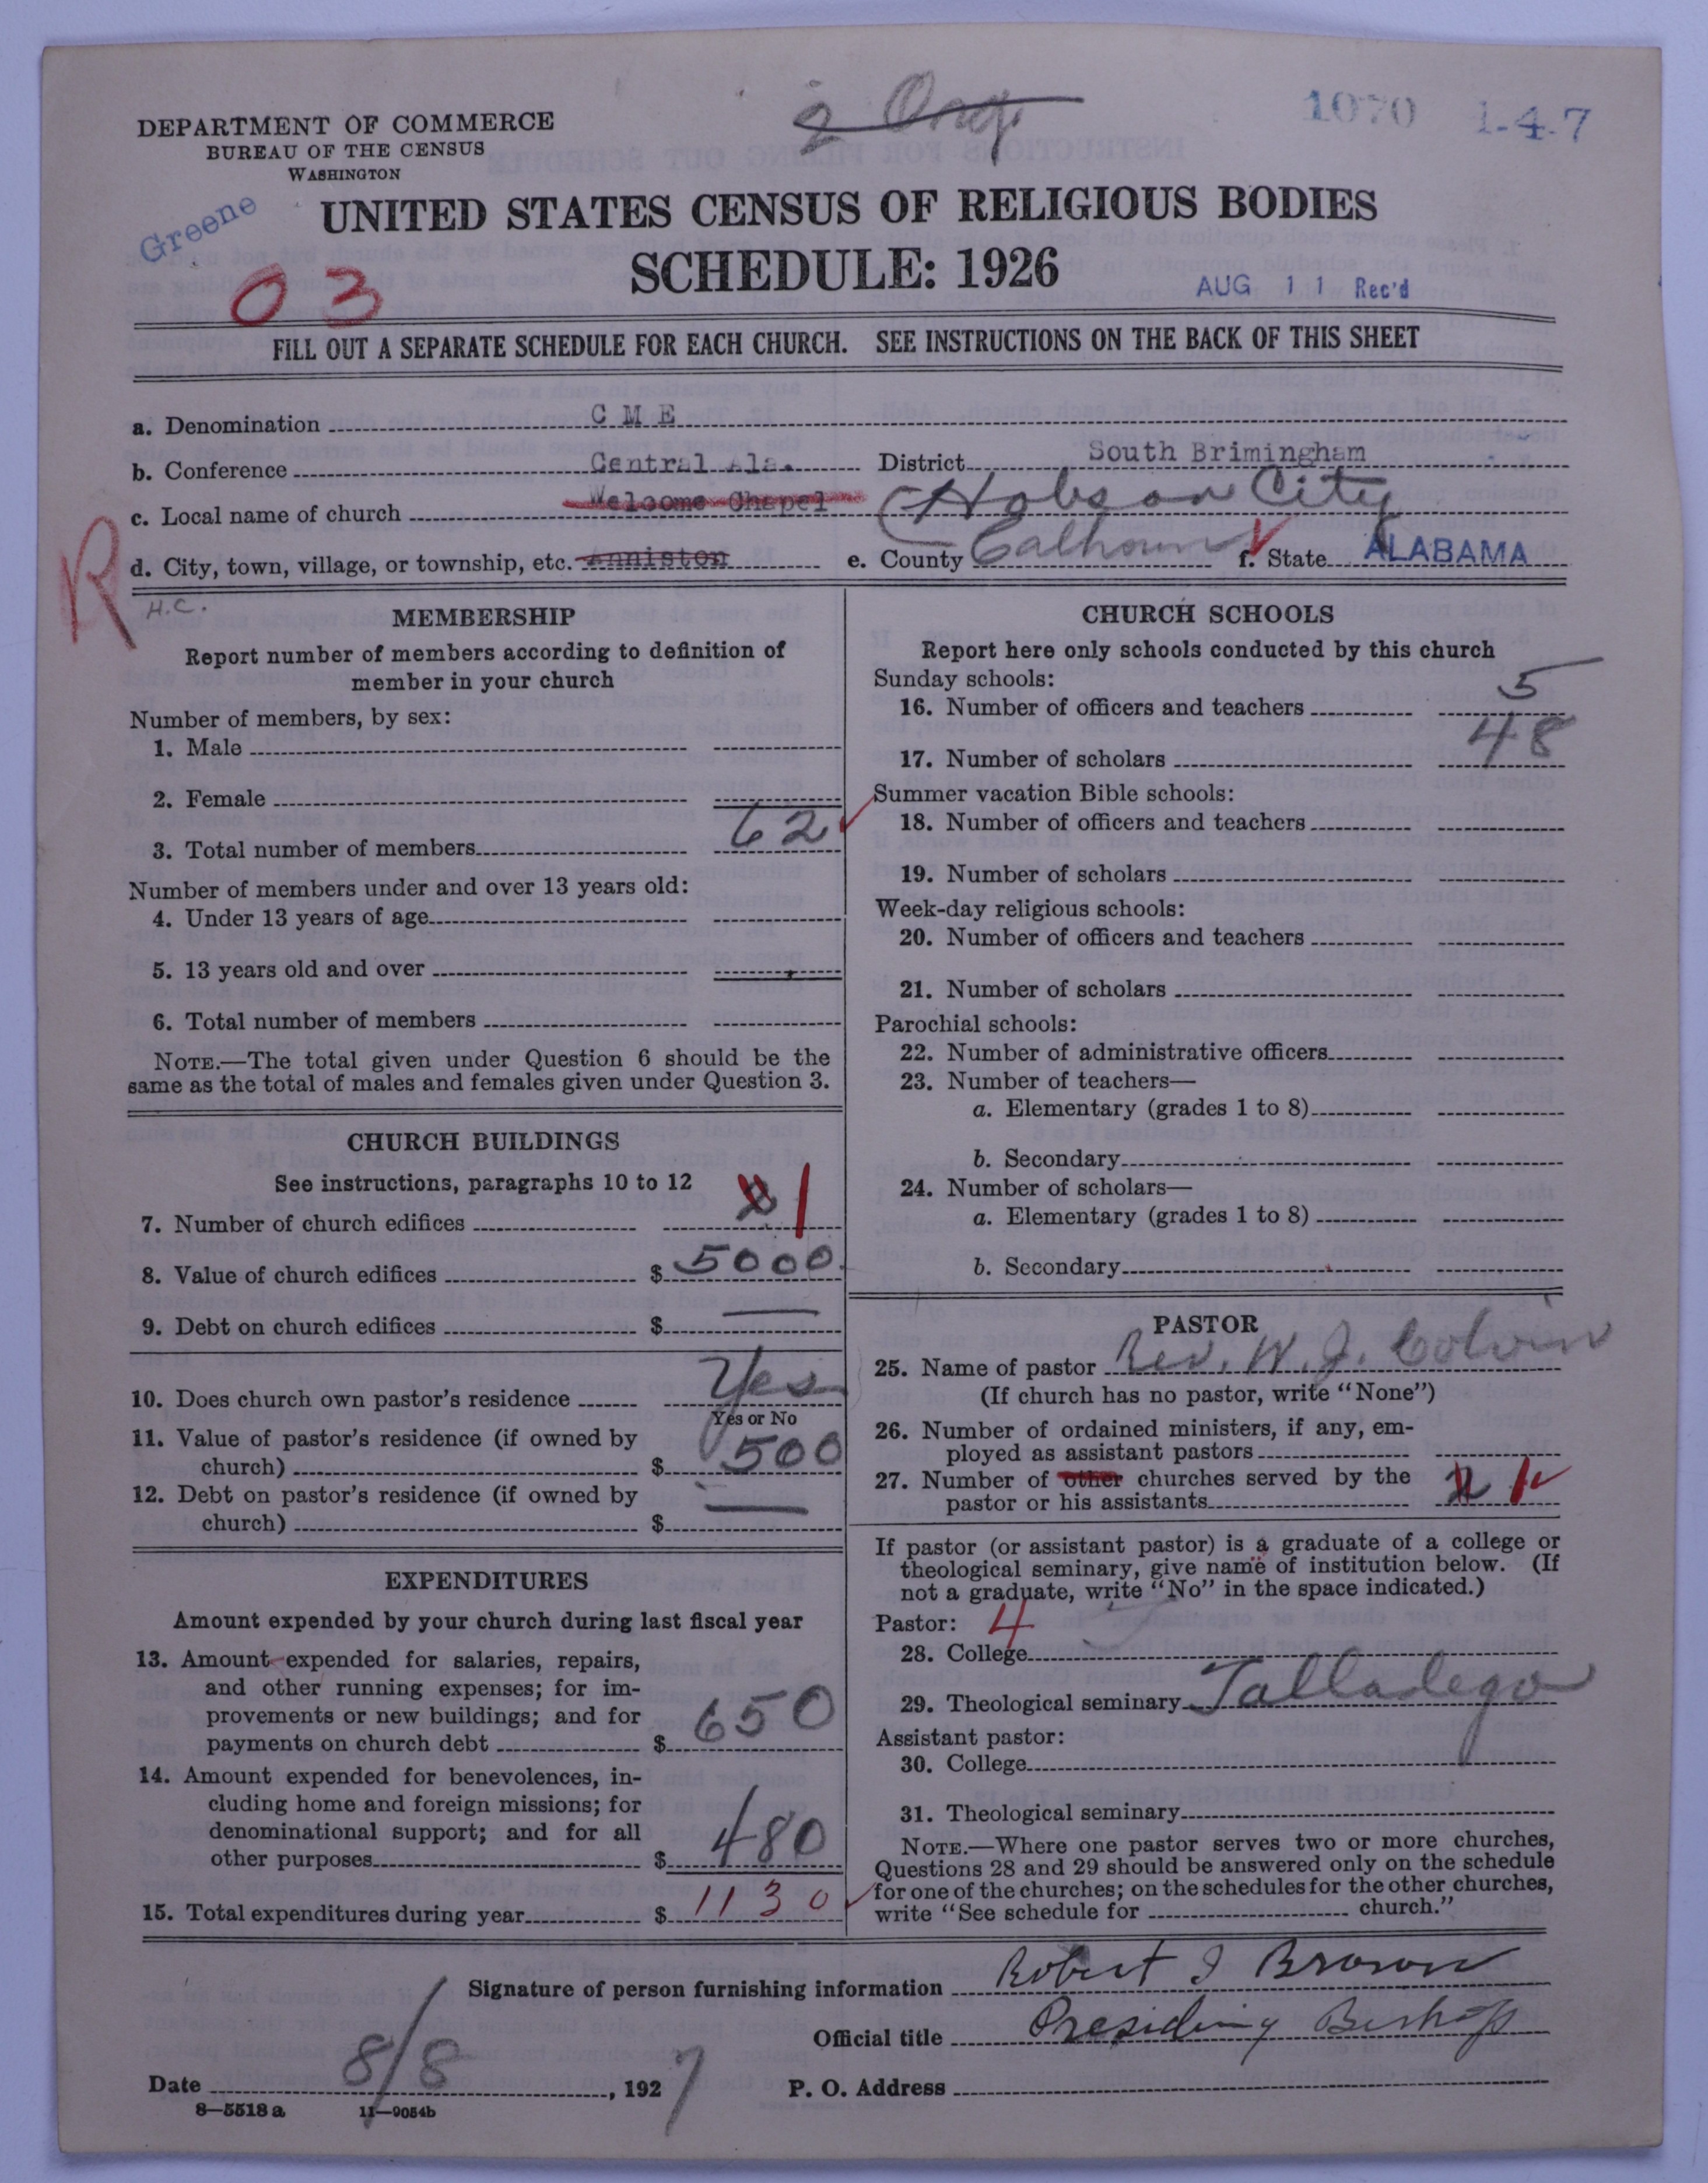 2 Org
1070 1-4-7
DEPARTMENT OF COMMERCE
BUREAU OF THE CENSUS
WASHINGTON
Greene
UNITED STATES CENSUS OF RELIGIOUS BODIES
SCHEDULE: 1926
03
AUG 11 Rec'd
FILL OUT A SEPARATE SCHEDULE FOR EACH CHURCH. SEE INSTRUCTIONS ON THE BACK OF THIS SHEET
a. Denomination C M E
b. Conference Central Ala. District South Brimingham
c. Local name of church Welcome Chapel (Hobson City
d. City, town, village, or township, etc. Anniston e. County Calhoun f. State ALABAMA
R
H.C.
MEMBERSHIP
Report number of members according to definition of
member in your church
Number of members, by sex:
1. Male
2. Female
3. Total number of members 62
Number of members under and over 13 years old:
4. Under 13 years of age
5. 13 years old and over
6. Total number of members
NOTE.—The total given under Question 6 should be the
same as the total of males and females given under Question 3.
CHURCH BUILDINGS
See instructions, paragraphs 10 to 12
7. Number of church edifices 1
8. Value of church edifices $ 5000.
9. Debt on church edifices $ —
10. Does church own pastor's residence Yes
Yes or No
11. Value of pastor's residence (if owned by
church) $ 500
12. Debt on pastor's residence (if owned by
church) $ —
EXPENDITURES
Amount expended by your church during last fiscal year
13. Amount expended for salaries, repairs,
and other running expenses; for im-
provements or new buildings; and for
payments on church debt $ 650
14. Amount expended for benevolences, in-
cluding home and foreign missions; for
denominational support; and for all
other purposes $ 480
15. Total expenditures during year $ 1130
CHURCH SCHOOLS
Report here only schools conducted by this church
Sunday schools:
16. Number of officers and teachers 5
17. Number of scholars 48
Summer vacation Bible schools:
18. Number of officers and teachers
19. Number of scholars
Week-day religious schools:
20. Number of officers and teachers
21. Number of scholars
Parochial schools:
22. Number of administrative officers
23. Number of teachers—
a. Elementary (grades 1 to 8)
b. Secondary
24. Number of scholars—
a. Elementary (grades 1 to 8)
b. Secondary
PASTOR
25. Name of pastor Rev. W. J. Colvin
(If church has no pastor, write "None")
26. Number of ordained ministers, if any, em-
ployed as assistant pastors
27. Number of other churches served by the
pastor or his assistants
If pastor (or assistant pastor) is a graduate of a college or
theological seminary, give name of institution below. (If
not a graduate, write "No" in the space indicated.)
Pastor: 4
28. College
29. Theological seminary Talladega
Assistant pastor:
30. College
31. Theological seminary
NOTE.—Where one pastor serves two or more churches,
Questions 28 and 29 should be answered only on the schedule
for one of the churches; on the schedules for the other churches,
write "See schedule for church."
Signature of person furnishing information Robert J Brown
Official title Presiding Bishop
Date 8/8, 1927 P. O. Address
8—5518 a 11—9054b